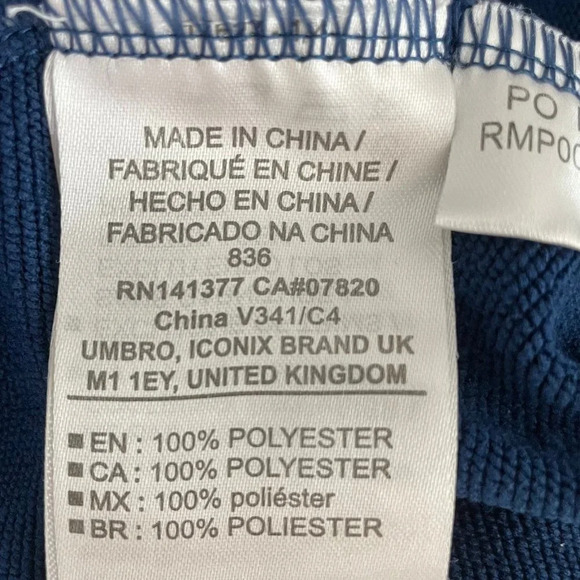 MADE IN CHINA /
FABRIQUÉ EN CHINE /
HECHO EN CHINA /
FABRICADO NA CHINA
836
RN141377 CA#07820
China V341/C4
UMBRO, ICONIX BRAND UK
M1 1EY, UNITED KINGDOM
EN : 100% POLYESTER
CA : 100% POLYESTER
MX : 100% poliéster
BR : 100% POLIESTER
PO